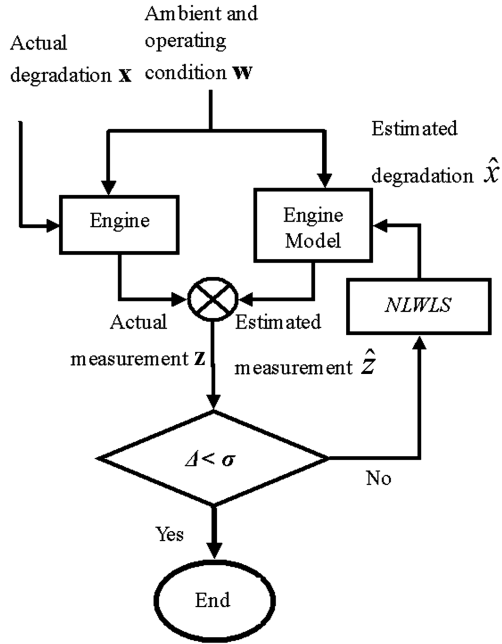 Ambient and
operating
condition w
Actual
degradation x
Estimated
degradation x̂
Engine
Engine
Model
NLWLS
Actual
measurement z
Estimated
measurement ẑ
Δ< σ
No
Yes
End